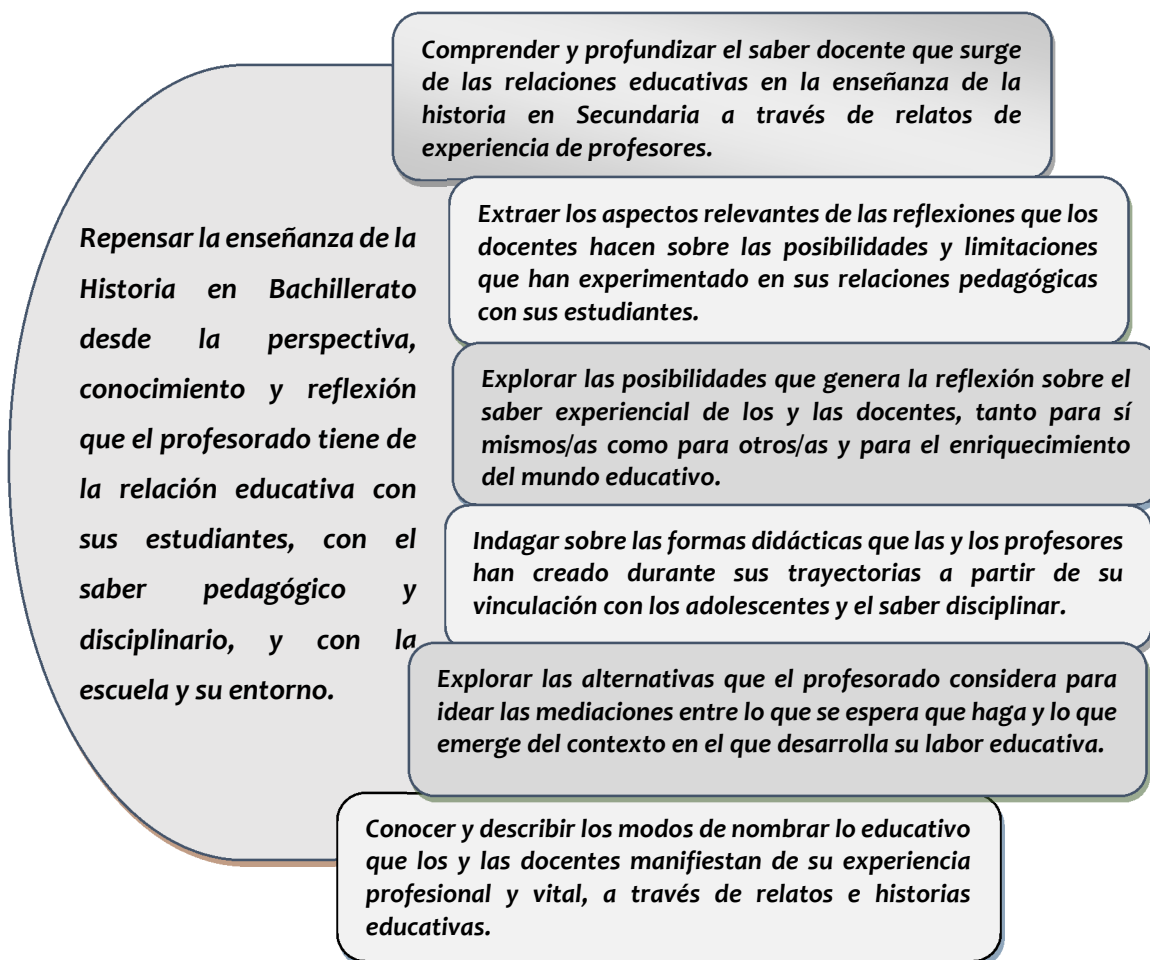 Comprender y profundizar el saber docente que surge
de las relaciones educativas en la enseñanza de la
historia en Secundaria a través de relatos de
experiencia de profesores.
Repensar la enseñanza de la
Historia en Bachillerato
desde la perspectiva,
conocimiento y reflexión
que el profesorado tiene de
la relación educativa con
sus estudiantes, con el
saber pedagógico y
disciplinario, y con la
escuela y su entorno.
Extraer los aspectos relevantes de las reflexiones que los
docentes hacen sobre las posibilidades y limitaciones
que han experimentado en sus relaciones pedagógicas
con sus estudiantes.
Explorar las posibilidades que genera la reflexión sobre el
saber experiencial de los y las docentes, tanto para sí
mismos/as como para otros/as y para el enriquecimiento
del mundo educativo.
Indagar sobre las formas didácticas que las y los profesores
han creado durante sus trayectorias a partir de su
vinculación con los adolescentes y el saber disciplinar.
Explorar las alternativas que el profesorado considera para
idear las mediaciones entre lo que se espera que haga y lo que
emerge del contexto en el que desarrolla su labor educativa.
Conocer y describir los modos de nombrar lo educativo
que los y las docentes manifiestan de su experiencia
profesional y vital, a través de relatos e historias
educativas.